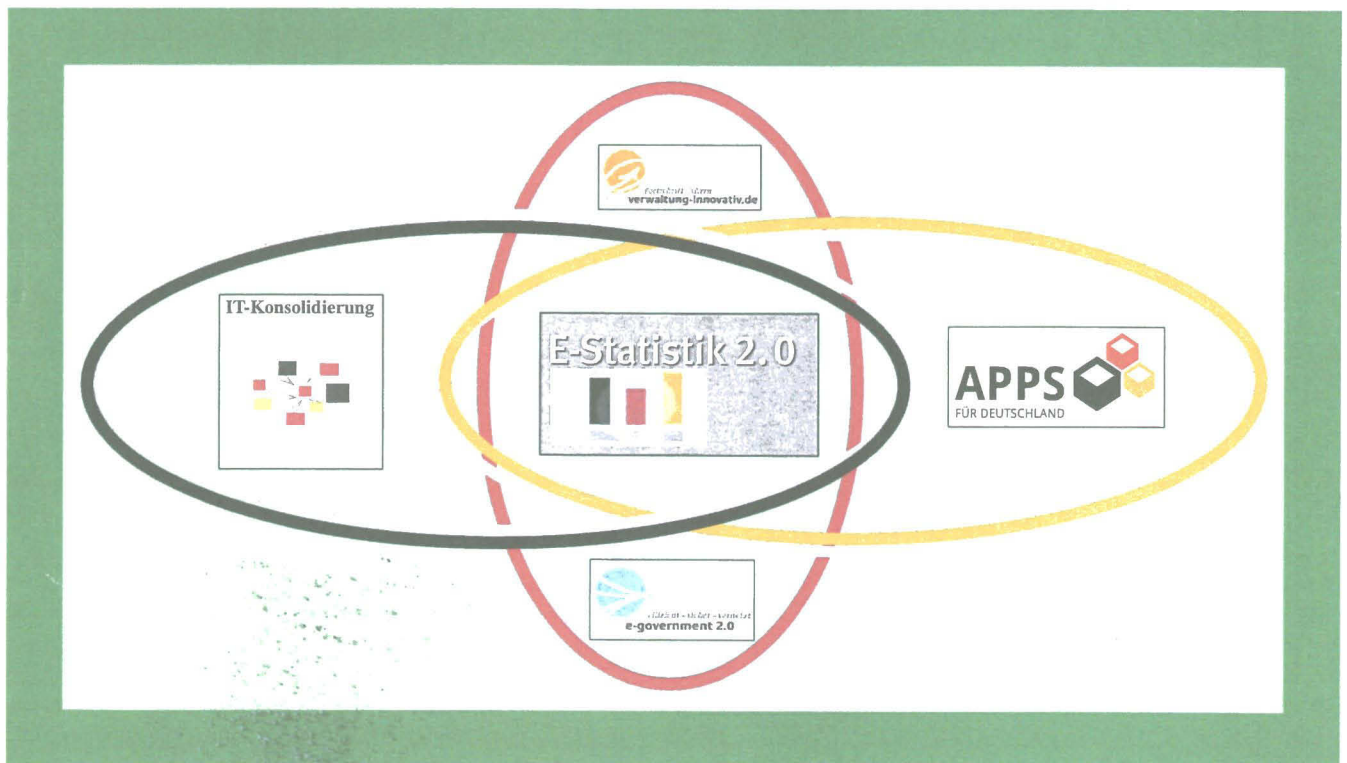 verwaltung-innovativ.de
IT-Konsolidierung
E-Statistik 2.0
APPS
FÜR DEUTSCHLAND
e-government 2.0